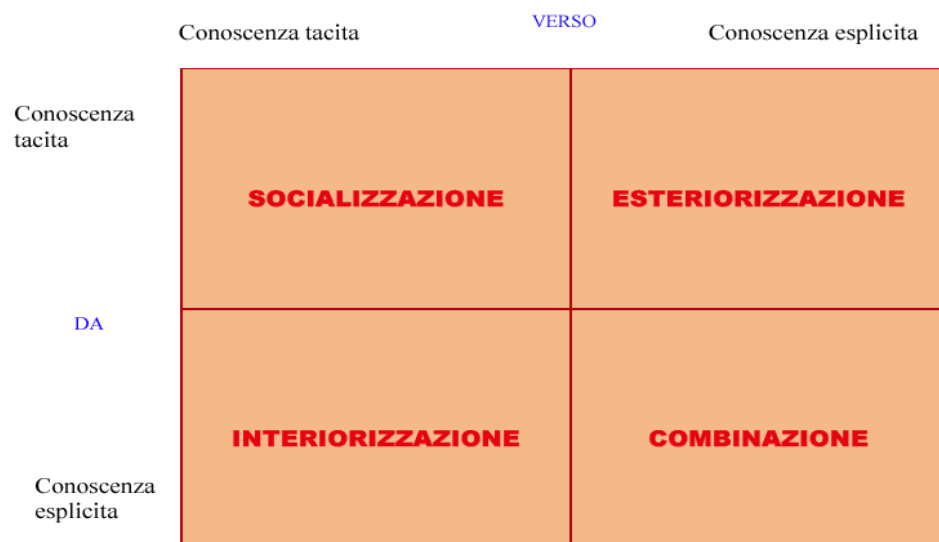 VERSO
Conoscenza tacita
Conoscenza esplicita
Conoscenza
tacita
SOCIALIZZAZIONE
ESTERIORIZZAZIONE
DA
INTERIORIZZAZIONE
COMBINAZIONE
Conoscenza
esplicita